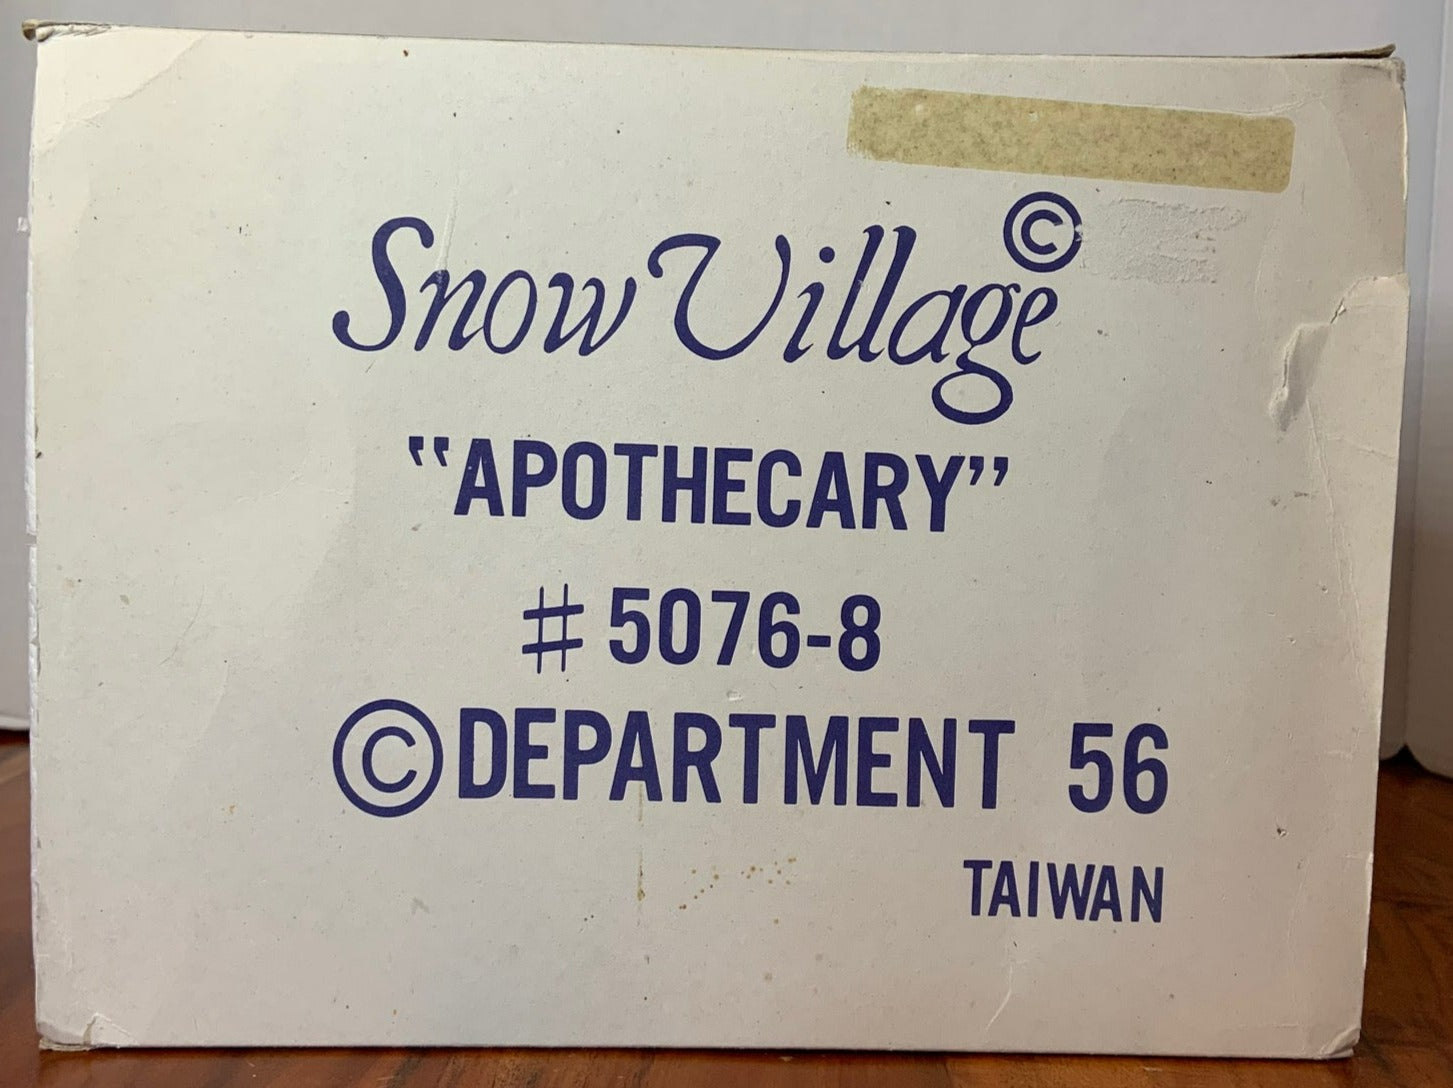 Snow Village©
“APOTHECARY”
# 5076-8
©DEPARTMENT 56
TAIWAN